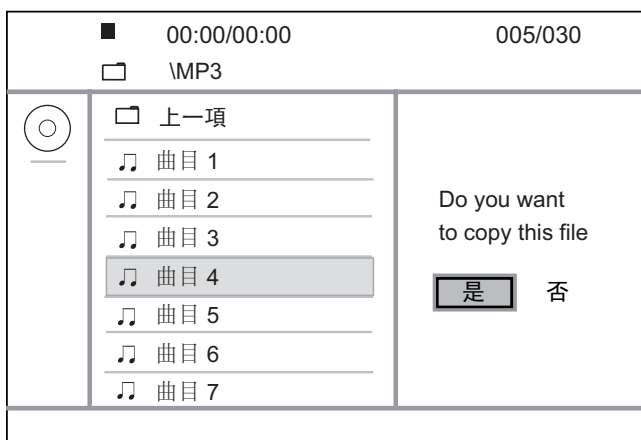 00:00/00:00 005/030
\MP3
上一項
曲目 1
曲目 2
曲目 3
曲目 4
曲目 5
曲目 6
曲目 7
Do you want
to copy this file
是 否